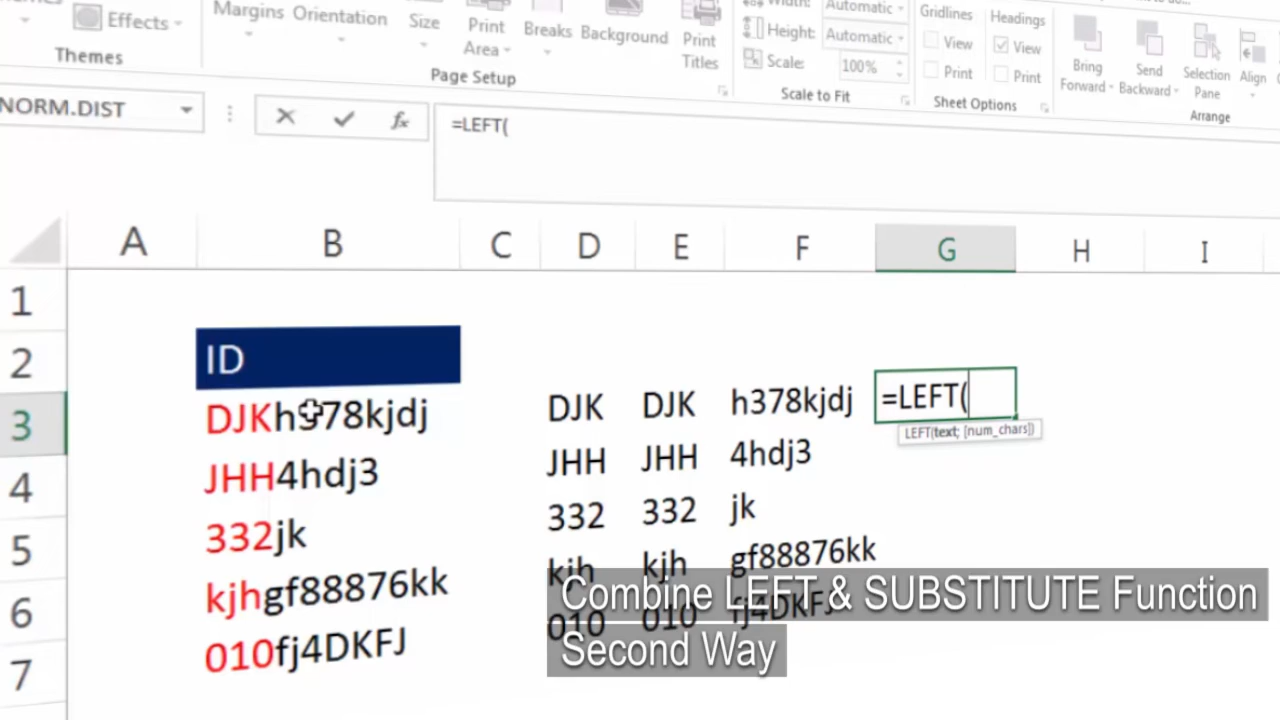 Effects
Themes
Margins Orientation Size Print Area Breaks Background Print Titles
Page Setup
Width: Automatic
Height: Automatic
Scale: 100%
Scale to Fit
Gridlines Headings
View View
Print Print
Sheet Options
Bring Forward Send Backward Selection Pane Align
Arrange
NORM.DIST fx =LEFT(
A B C D E F G H I
1
2 ID
3 DJKh378kjdj DJK DJK h378kjdj =LEFT(
LEFT(text; [num_chars])
4 JHH4hdj3 JHH JHH 4hdj3
5 332jk 332 332 jk
6 kjhgf88876kk kjh kjh gf88876kk
7 010fj4DKFJ 010 010 fj4DKFJ
Combine LEFT & SUBSTITUTE Function
Second Way